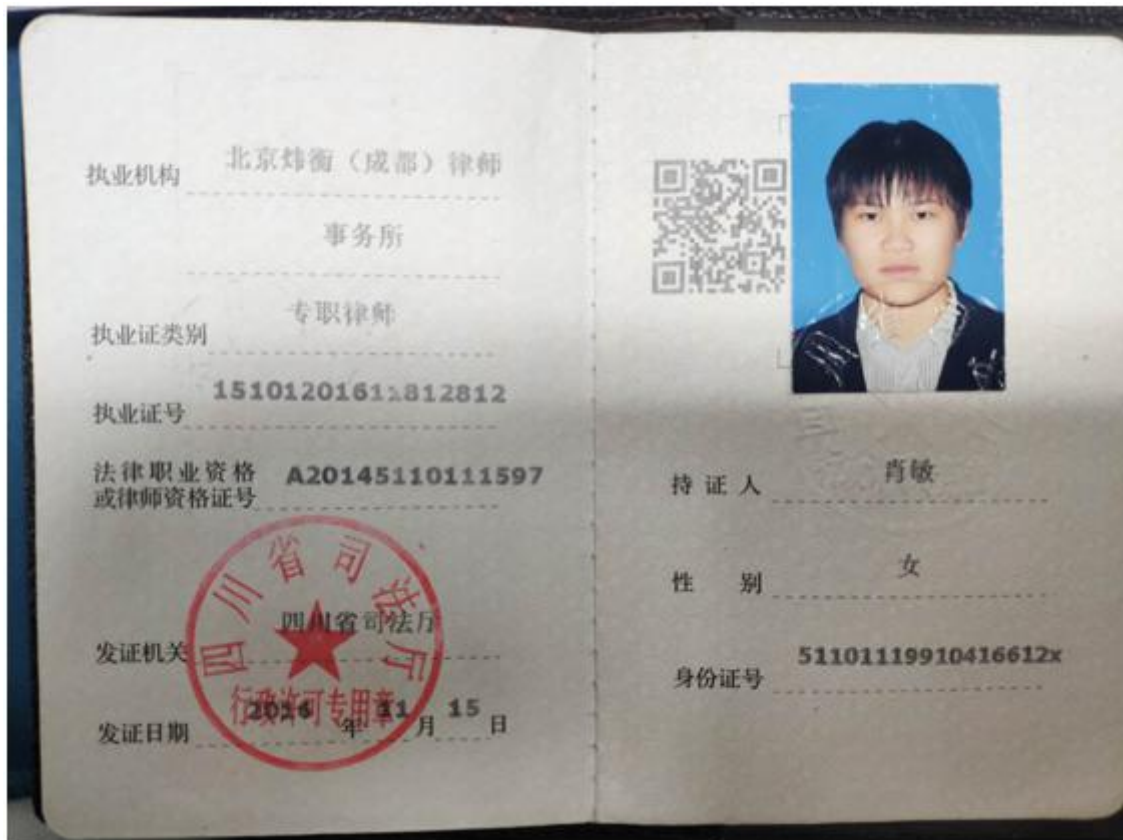 执业机构 北京炜衡（成都）律师
事务所
执业证类别 专职律师
执业证号 15101201611812812
法律职业资格
或律师资格证号 A20145110111597
四川省司法厅
发证机关 四川省司法厅
行政许可专用章
发证日期 2016 年 11 月 15 日
持证人 肖敏
性别 女
身份证号 51101119910416612x